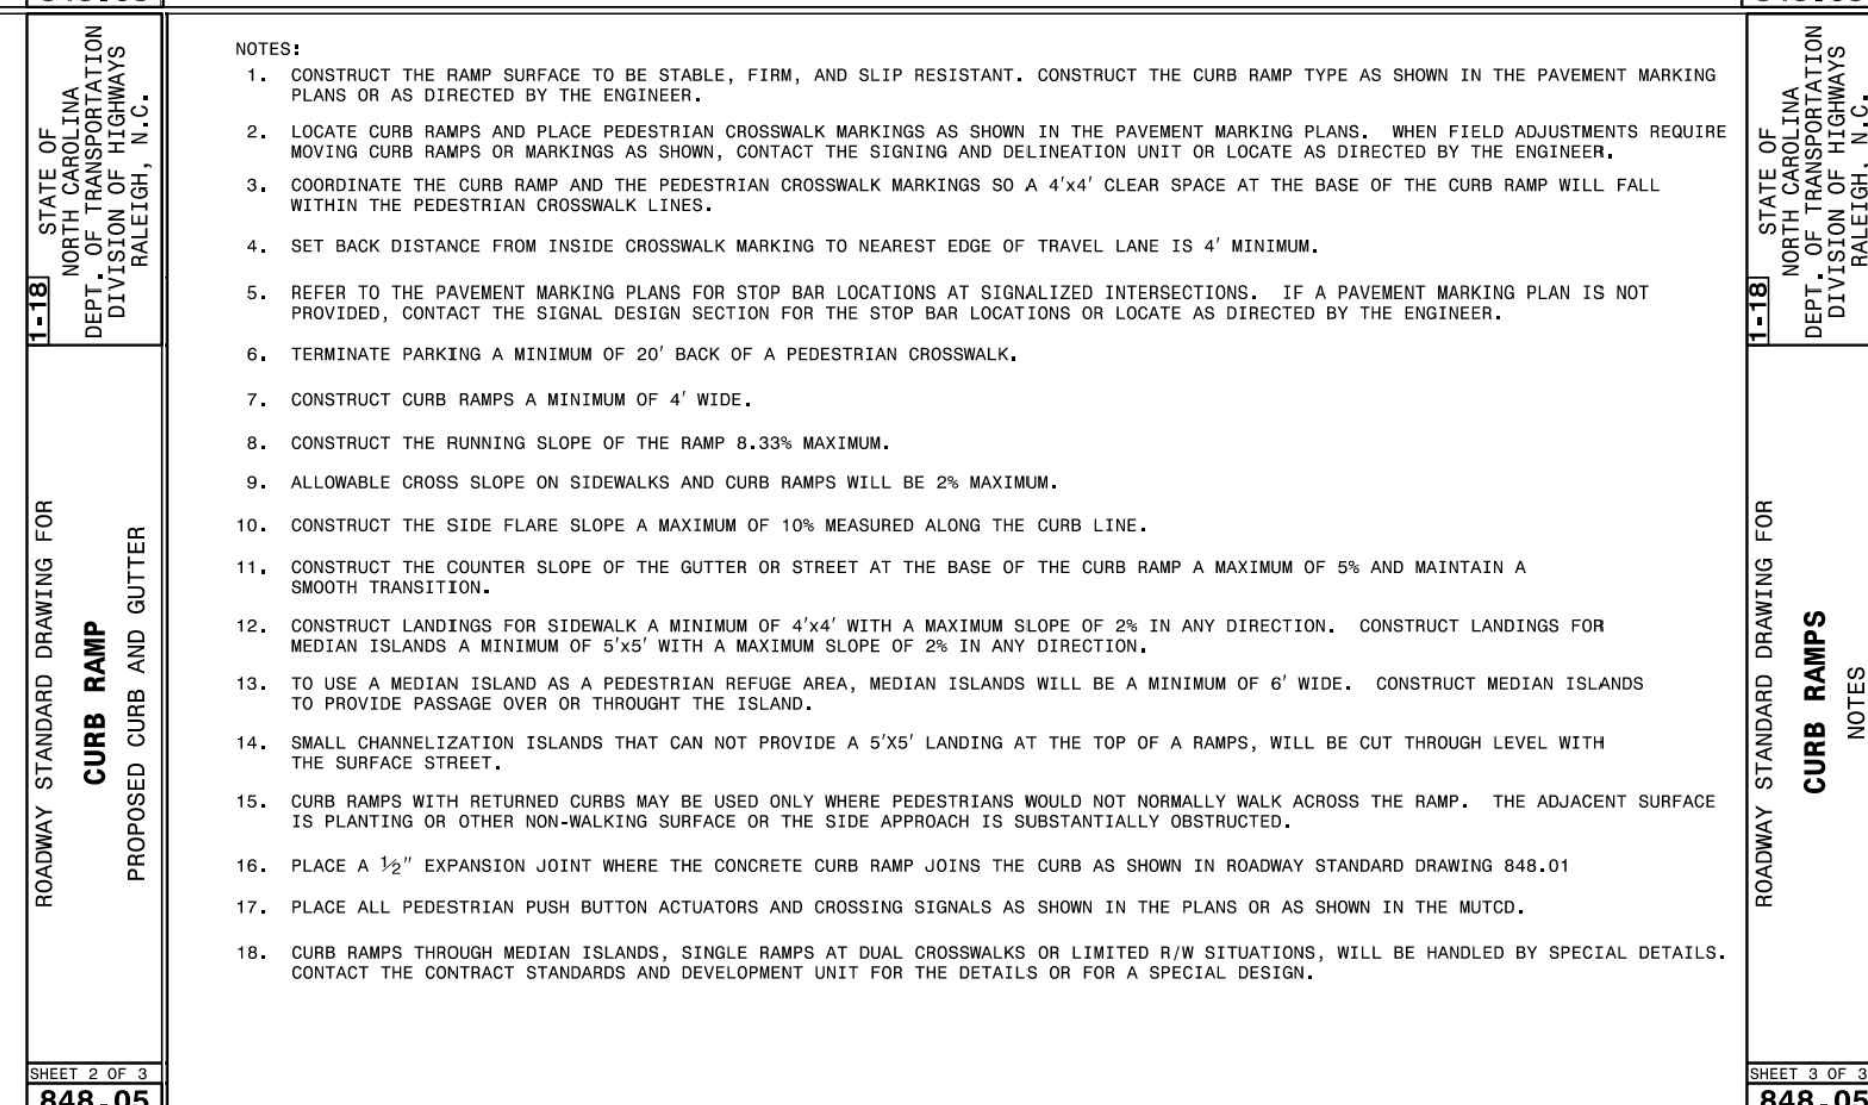 NOTES:
1. CONSTRUCT THE RAMP SURFACE TO BE STABLE, FIRM, AND SLIP RESISTANT. CONSTRUCT THE CURB RAMP TYPE AS SHOWN IN THE PAVEMENT MARKING
PLANS OR AS DIRECTED BY THE ENGINEER.
2. LOCATE CURB RAMPS AND PLACE PEDESTRIAN CROSSWALK MARKINGS AS SHOWN IN THE PAVEMENT MARKING PLANS. WHEN FIELD ADJUSTMENTS REQUIRE
MOVING CURB RAMPS OR MARKINGS AS SHOWN, CONTACT THE SIGNING AND DELINEATION UNIT OR LOCATE AS DIRECTED BY THE ENGINEER.
3. COORDINATE THE CURB RAMP AND THE PEDESTRIAN CROSSWALK MARKINGS SO A 4'x4' CLEAR SPACE AT THE BASE OF THE CURB RAMP WILL FALL
WITHIN THE PEDESTRIAN CROSSWALK LINES.
4. SET BACK DISTANCE FROM INSIDE CROSSWALK MARKING TO NEAREST EDGE OF TRAVEL LANE IS 4' MINIMUM.
5. REFER TO THE PAVEMENT MARKING PLANS FOR STOP BAR LOCATIONS AT SIGNALIZED INTERSECTIONS. IF A PAVEMENT MARKING PLAN IS NOT
PROVIDED, CONTACT THE SIGNAL DESIGN SECTION FOR THE STOP BAR LOCATIONS OR LOCATE AS DIRECTED BY THE ENGINEER.
6. TERMINATE PARKING A MINIMUM OF 20' BACK OF A PEDESTRIAN CROSSWALK.
7. CONSTRUCT CURB RAMPS A MINIMUM OF 4' WIDE.
8. CONSTRUCT THE RUNNING SLOPE OF THE RAMP 8.33% MAXIMUM.
9. ALLOWABLE CROSS SLOPE ON SIDEWALKS AND CURB RAMPS WILL BE 2% MAXIMUM.
10. CONSTRUCT THE SIDE FLARE SLOPE A MAXIMUM OF 10% MEASURED ALONG THE CURB LINE.
11. CONSTRUCT THE COUNTER SLOPE OF THE GUTTER OR STREET AT THE BASE OF THE CURB RAMP A MAXIMUM OF 5% AND MAINTAIN A
SMOOTH TRANSITION.
12. CONSTRUCT LANDINGS FOR SIDEWALK A MINIMUM OF 4'x4' WITH A MAXIMUM SLOPE OF 2% IN ANY DIRECTION. CONSTRUCT LANDINGS FOR
MEDIAN ISLANDS A MINIMUM OF 5'x5' WITH A MAXIMUM SLOPE OF 2% IN ANY DIRECTION.
13. TO USE A MEDIAN ISLAND AS A PEDESTRIAN REFUGE AREA, MEDIAN ISLANDS WILL BE A MINIMUM OF 6' WIDE. CONSTRUCT MEDIAN ISLANDS
TO PROVIDE PASSAGE OVER OR THROUGHT THE ISLAND.
14. SMALL CHANNELIZATION ISLANDS THAT CAN NOT PROVIDE A 5'X5' LANDING AT THE TOP OF A RAMPS, WILL BE CUT THROUGH LEVEL WITH
THE SURFACE STREET.
15. CURB RAMPS WITH RETURNED CURBS MAY BE USED ONLY WHERE PEDESTRIANS WOULD NOT NORMALLY WALK ACROSS THE RAMP. THE ADJACENT SURFACE
IS PLANTING OR OTHER NON-WALKING SURFACE OR THE SIDE APPROACH IS SUBSTANTIALLY OBSTRUCTED.
16. PLACE A ½" EXPANSION JOINT WHERE THE CONCRETE CURB RAMP JOINS THE CURB AS SHOWN IN ROADWAY STANDARD DRAWING 848.01
17. PLACE ALL PEDESTRIAN PUSH BUTTON ACTUATORS AND CROSSING SIGNALS AS SHOWN IN THE PLANS OR AS SHOWN IN THE MUTCD.
18. CURB RAMPS THROUGH MEDIAN ISLANDS, SINGLE RAMPS AT DUAL CROSSWALKS OR LIMITED R/W SITUATIONS, WILL BE HANDLED BY SPECIAL DETAILS.
CONTACT THE CONTRACT STANDARDS AND DEVELOPMENT UNIT FOR THE DETAILS OR FOR A SPECIAL DESIGN.
1-18
STATE OF
NORTH CAROLINA
DEPT. OF TRANSPORTATION
DIVISION OF HIGHWAYS
RALEIGH, N.C.
ROADWAY STANDARD DRAWING FOR
CURB RAMP
PROPOSED CURB AND GUTTER
SHEET 2 OF 3
848.05
1-18
STATE OF
NORTH CAROLINA
DEPT. OF TRANSPORTATION
DIVISION OF HIGHWAYS
RALEIGH, N.C.
ROADWAY STANDARD DRAWING FOR
CURB RAMPS
NOTES
SHEET 3 OF 3
848.05